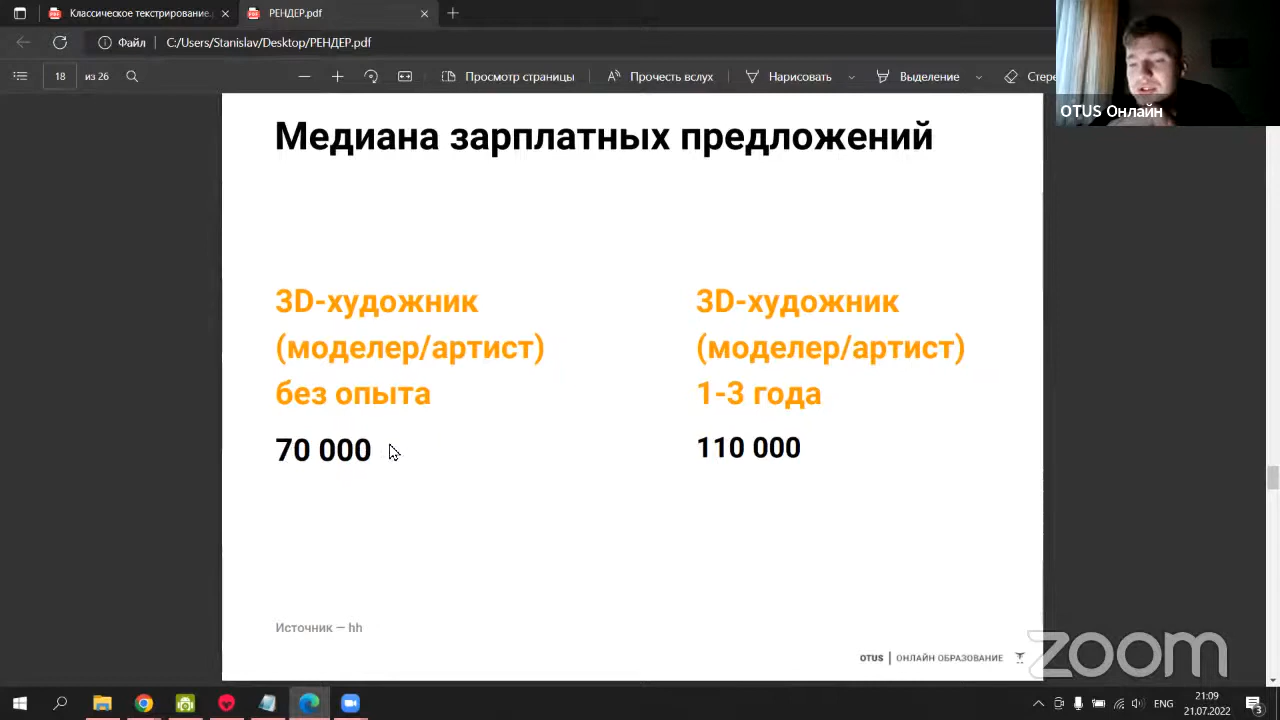 Классическое текстирование.
РЕНДЕР.pdf
Файл
C:/Users/Stanislav/Desktop/РЕНДЕР.pdf
18
из 26
Просмотр страницы
Прочесть вслух
Нарисовать
Выделение
Стере
OTUS Онлайн
Медиана зарплатных предложений
3D-художник
(моделер/артист)
без опыта
70 000
3D-художник
(моделер/артист)
1-3 года
110 000
Источник — hh
OTUS | ОНЛАЙН ОБРАЗОВАНИЕ
zoom
ENG
21:09
21.07.2022
3